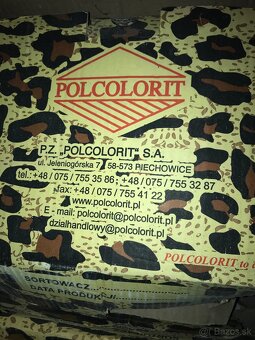 POLCOLORIT
P.Z. „POLCOLORIT" S.A.
ul. Jeleniogórska 7, 58-573 PIECHOWICE
tel.: +48 / 075 / 755 35 86; +48 / 075 / 755 32 87
fax: +48 / 075 / 755 41 22
E - mail: polcolorit@polcolorit.pl
dzialhandlowy@polcolorit.pl
POLCOLORIT to
SORTOWACZ
DATA PRODUKCJI
Bazos.sk